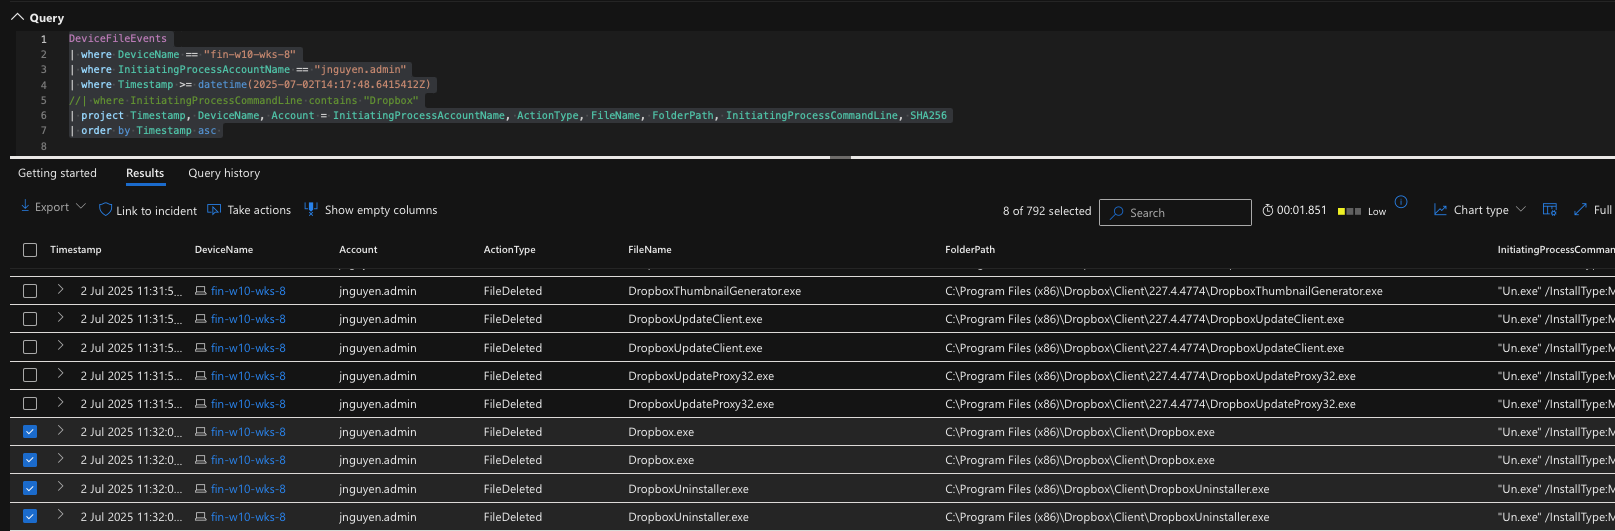 Query
1 DeviceFileEvents
2 | where DeviceName == "fin-w10-wks-8"
3 | where InitiatingProcessAccountName == "jnguyen.admin"
4 | where Timestamp >= datetime(2025-07-02T14:17:48.6415412Z)
5 //| where InitiatingProcessCommandLine contains "Dropbox"
6 | project Timestamp, DeviceName, Account = InitiatingProcessAccountName, ActionType, FileName, FolderPath, InitiatingProcessCommandLine, SHA256
7 | order by Timestamp asc
8
Getting started Results Query history
Export Link to incident Take actions Show empty columns 8 of 792 selected Search 00:01.851 Low Chart type Full
Timestamp DeviceName Account ActionType FileName FolderPath InitiatingProcessComman
2 Jul 2025 11:31:5... fin-w10-wks-8 jnguyen.admin FileDeleted DropboxThumbnailGenerator.exe C:\Program Files (x86)\Dropbox\Client\227.4.4774\DropboxThumbnailGenerator.exe "Un.exe" /InstallType:M
2 Jul 2025 11:31:5... fin-w10-wks-8 jnguyen.admin FileDeleted DropboxUpdateClient.exe C:\Program Files (x86)\Dropbox\Client\227.4.4774\DropboxUpdateClient.exe "Un.exe" /InstallType:M
2 Jul 2025 11:31:5... fin-w10-wks-8 jnguyen.admin FileDeleted DropboxUpdateClient.exe C:\Program Files (x86)\Dropbox\Client\227.4.4774\DropboxUpdateClient.exe "Un.exe" /InstallType:M
2 Jul 2025 11:31:5... fin-w10-wks-8 jnguyen.admin FileDeleted DropboxUpdateProxy32.exe C:\Program Files (x86)\Dropbox\Client\227.4.4774\DropboxUpdateProxy32.exe "Un.exe" /InstallType:M
2 Jul 2025 11:31:5... fin-w10-wks-8 jnguyen.admin FileDeleted DropboxUpdateProxy32.exe C:\Program Files (x86)\Dropbox\Client\227.4.4774\DropboxUpdateProxy32.exe "Un.exe" /InstallType:M
2 Jul 2025 11:32:0... fin-w10-wks-8 jnguyen.admin FileDeleted Dropbox.exe C:\Program Files (x86)\Dropbox\Client\Dropbox.exe "Un.exe" /InstallType:M
2 Jul 2025 11:32:0... fin-w10-wks-8 jnguyen.admin FileDeleted Dropbox.exe C:\Program Files (x86)\Dropbox\Client\Dropbox.exe "Un.exe" /InstallType:M
2 Jul 2025 11:32:0... fin-w10-wks-8 jnguyen.admin FileDeleted DropboxUninstaller.exe C:\Program Files (x86)\Dropbox\Client\DropboxUninstaller.exe "Un.exe" /InstallType:M
2 Jul 2025 11:32:0... fin-w10-wks-8 jnguyen.admin FileDeleted DropboxUninstaller.exe C:\Program Files (x86)\Dropbox\Client\DropboxUninstaller.exe "Un.exe" /InstallType:M